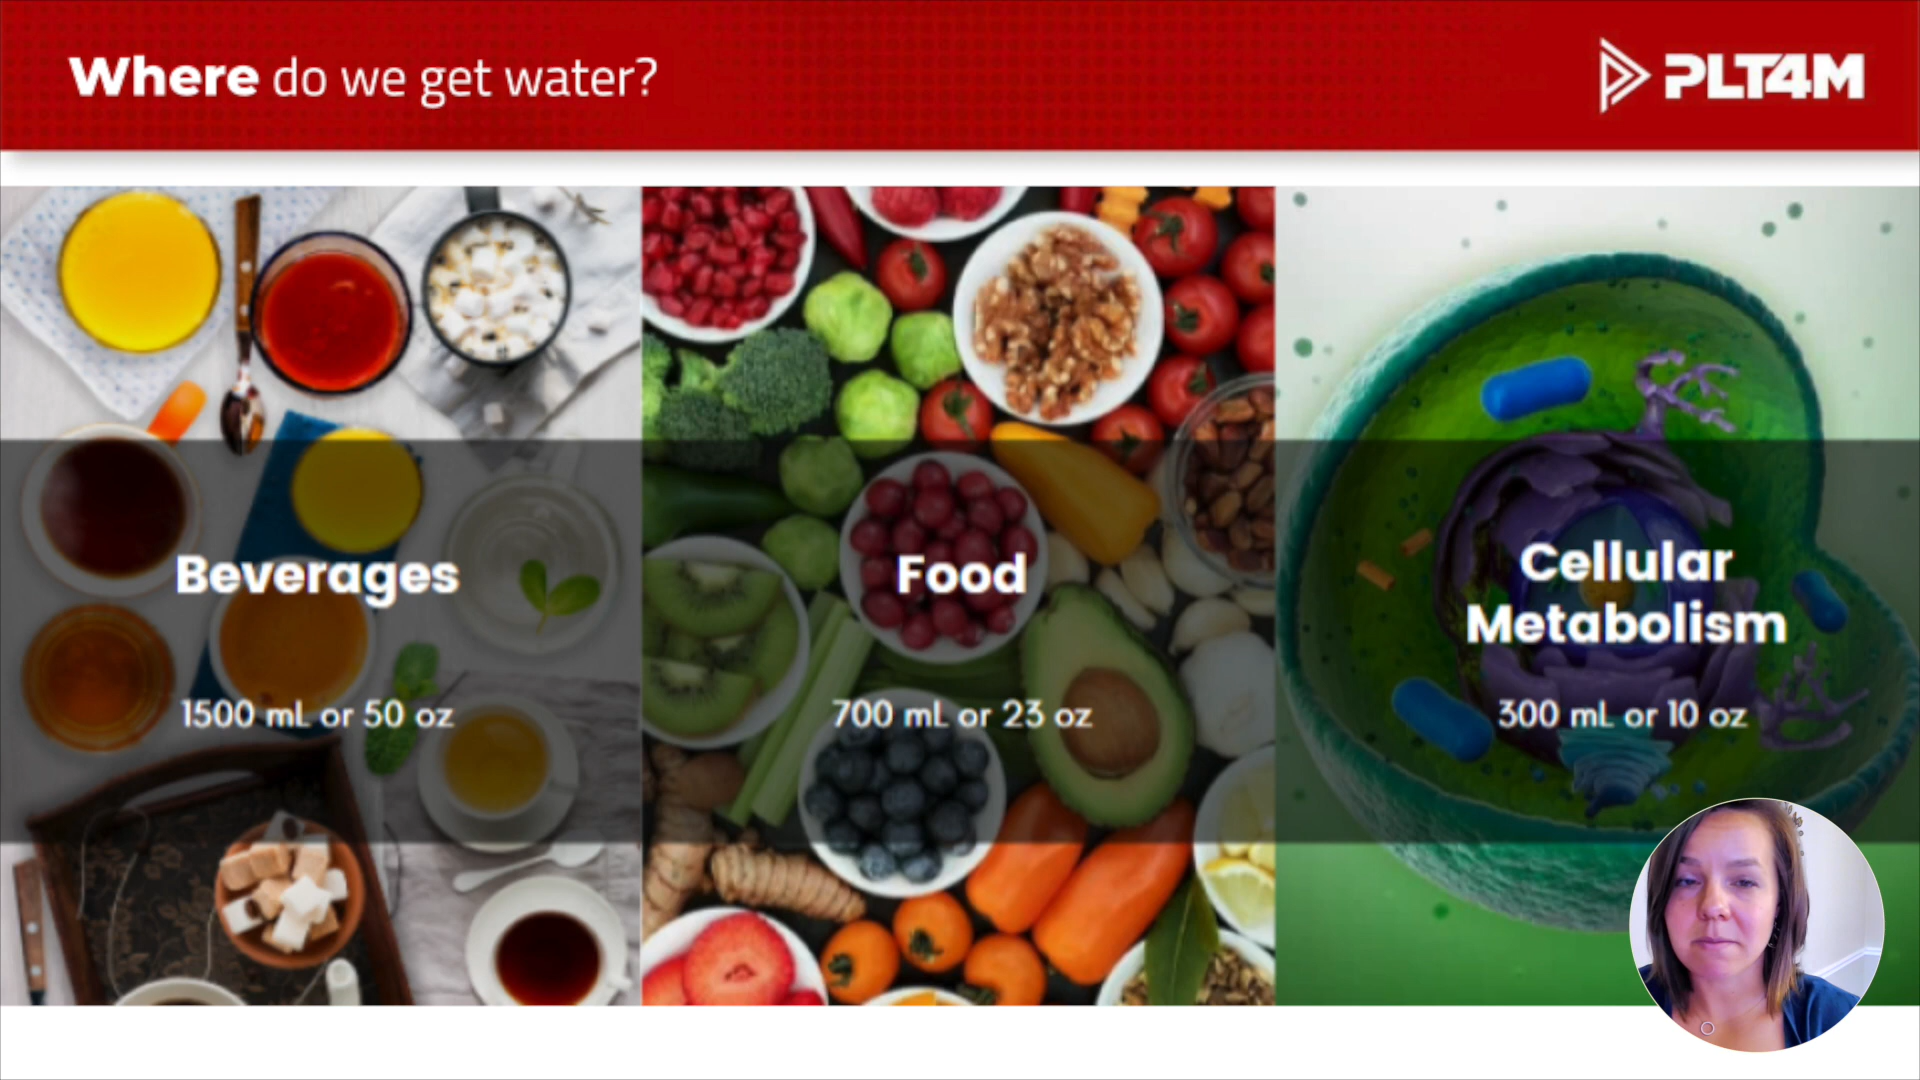 Where do we get water?
PLT4M
Beverages
1500 mL or 50 oz
Food
700 mL or 23 oz
Cellular
Metabolism
300 mL or 10 oz